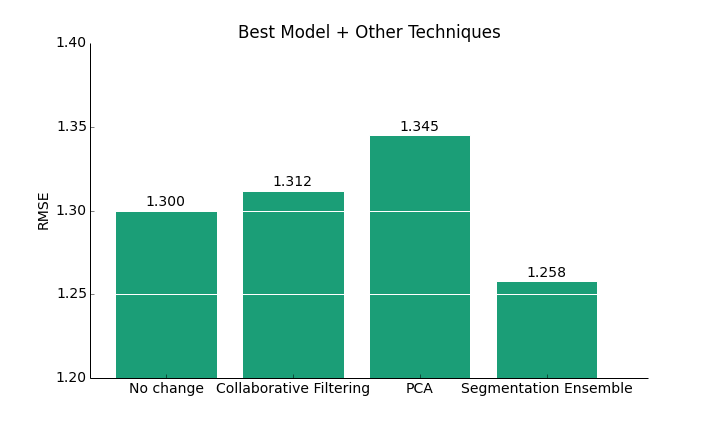 Best Model + Other Techniques
1.40
1.35
1.30
1.25
1.20
RMSE
1.300
1.312
1.345
1.258
No change
Collaborative Filtering
PCA
Segmentation Ensemble